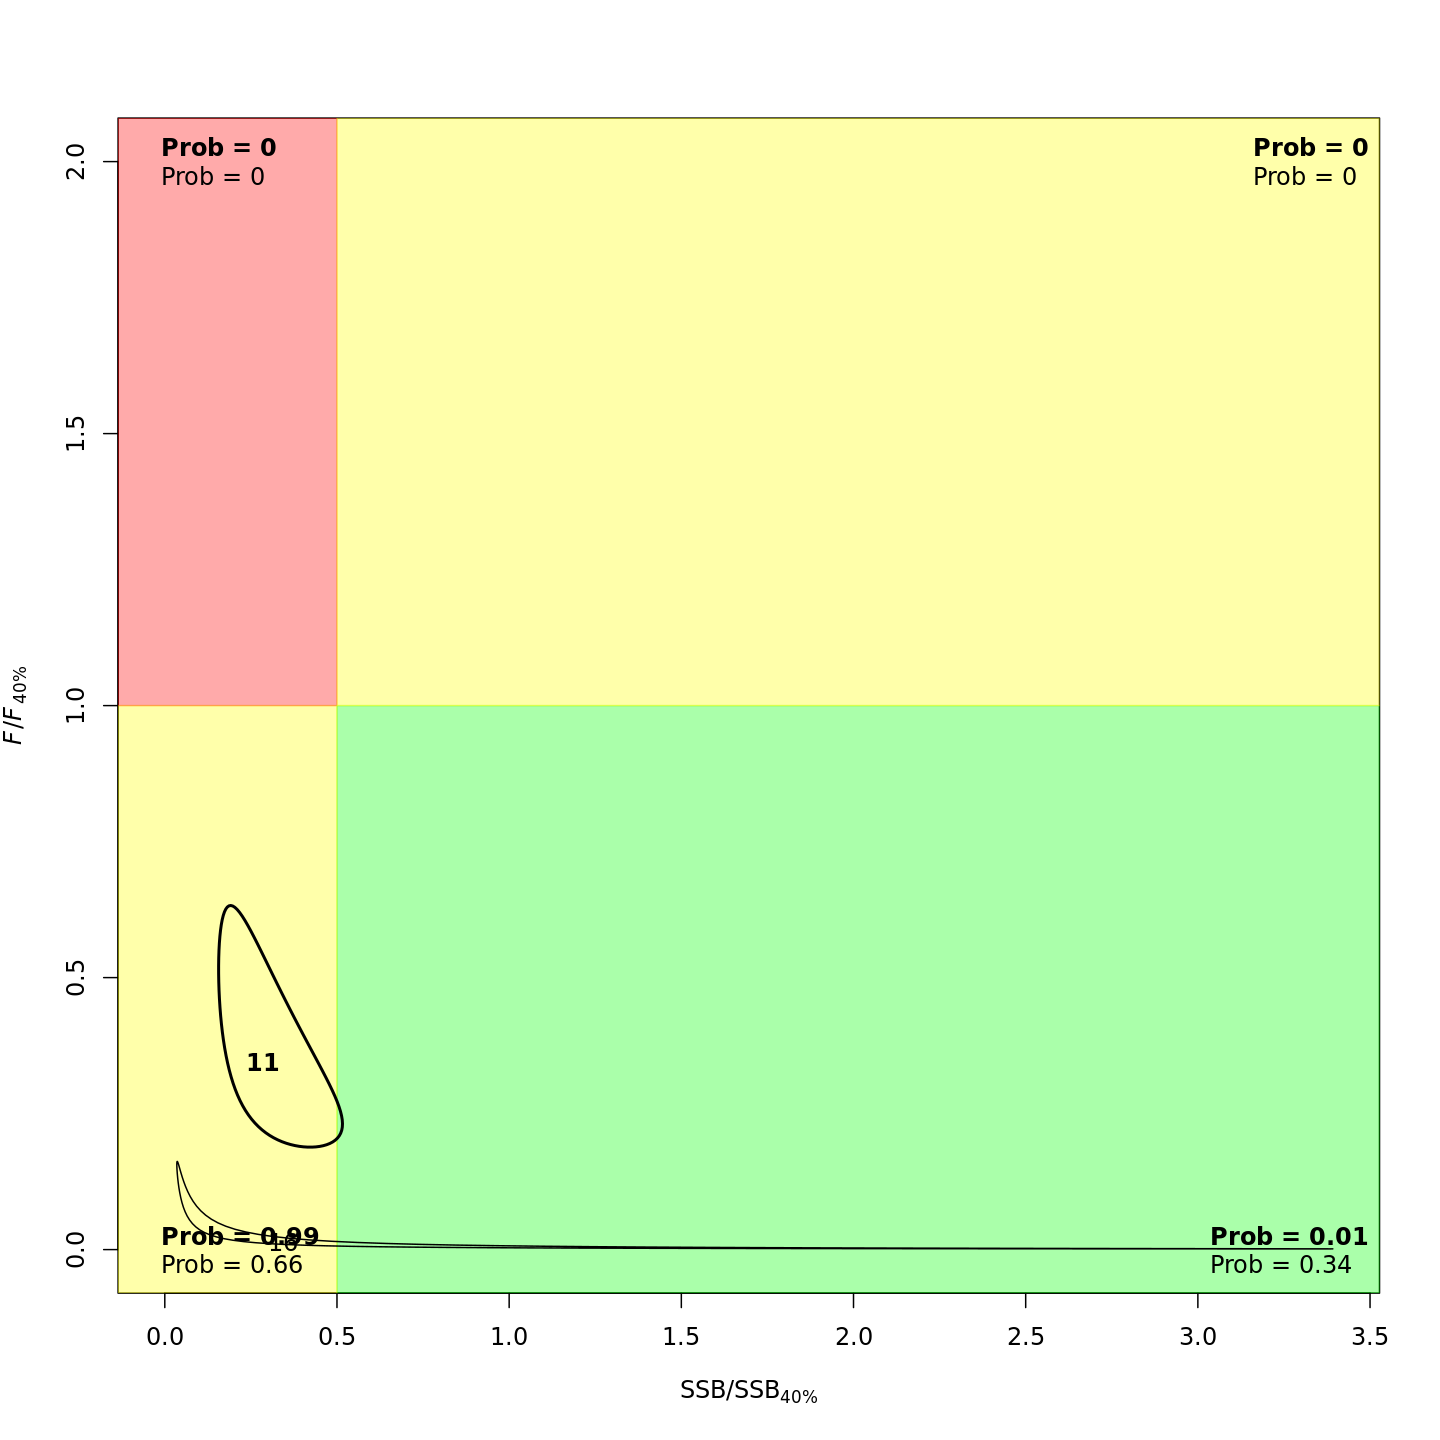 Prob = 0
Prob = 0
Prob = 0
Prob = 0
2.0
1.5
1.0
0.5
0.0
F/F40%
11
Prob = 0.99
Prob = 0.66
Prob = 0.01
Prob = 0.34
0.0 0.5 1.0 1.5 2.0 2.5 3.0 3.5
SSB/SSB40%